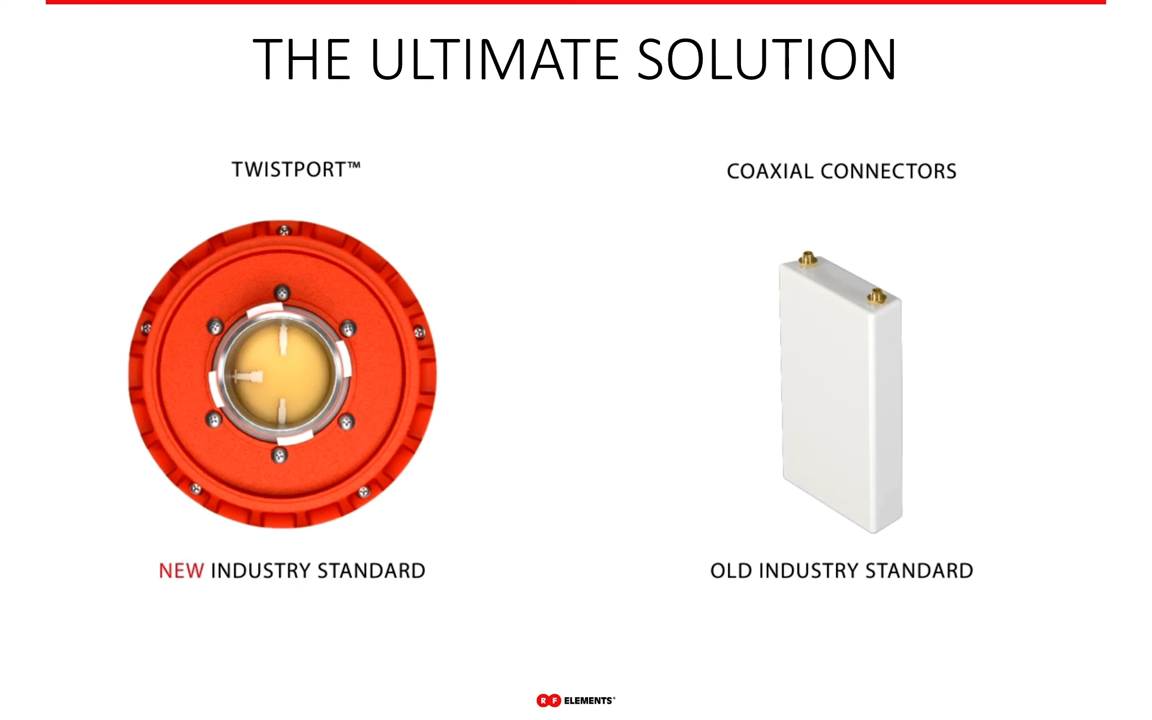 THE ULTIMATE SOLUTION
TWISTPORT™
COAXIAL CONNECTORS
NEW INDUSTRY STANDARD
OLD INDUSTRY STANDARD
RF ELEMENTS®